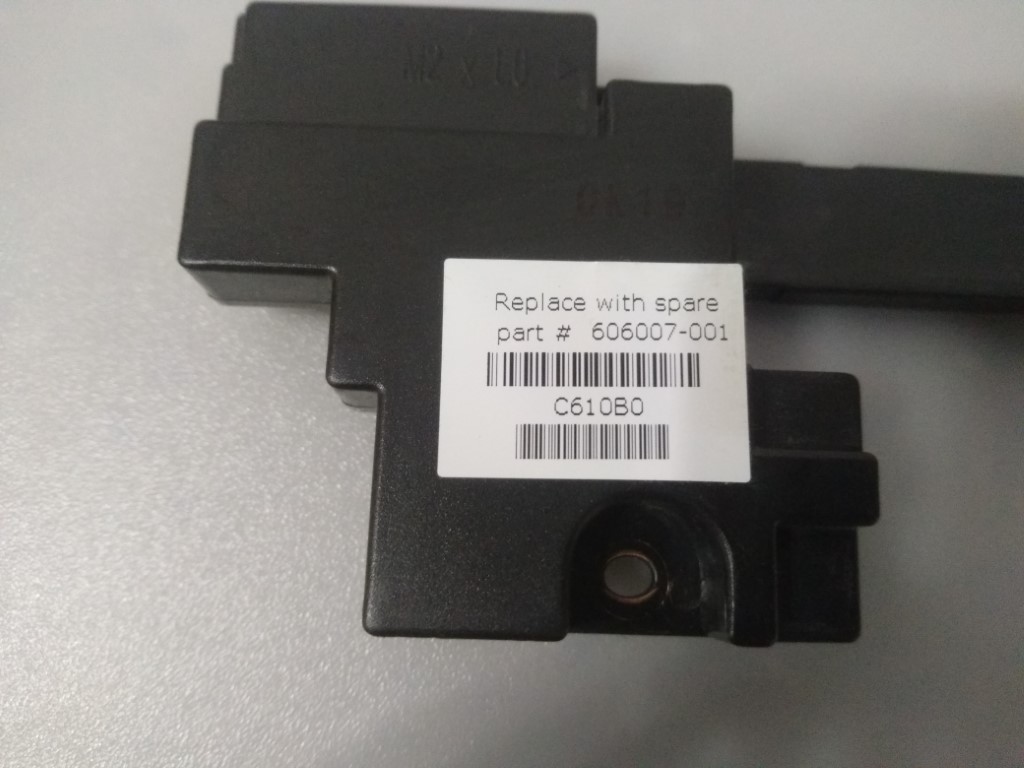 Replace with spare
part # 606007-001
C610B0